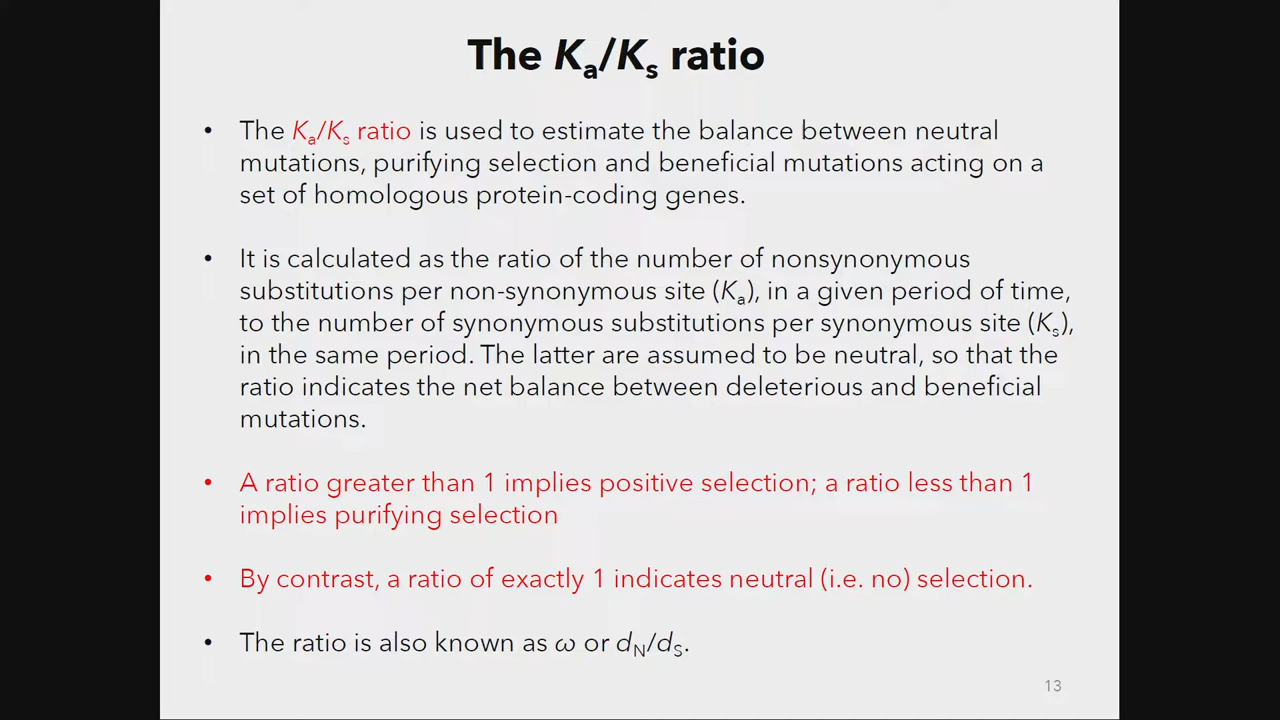 The Ka/Ks ratio
• The Ka/Ks ratio is used to estimate the balance between neutral
mutations, purifying selection and beneficial mutations acting on a
set of homologous protein-coding genes.
• It is calculated as the ratio of the number of nonsynonymous
substitutions per non-synonymous site (Ka), in a given period of time,
to the number of synonymous substitutions per synonymous site (Ks),
in the same period. The latter are assumed to be neutral, so that the
ratio indicates the net balance between deleterious and beneficial
mutations.
• A ratio greater than 1 implies positive selection; a ratio less than 1
implies purifying selection
• By contrast, a ratio of exactly 1 indicates neutral (i.e. no) selection.
• The ratio is also known as ω or dN/dS.
13